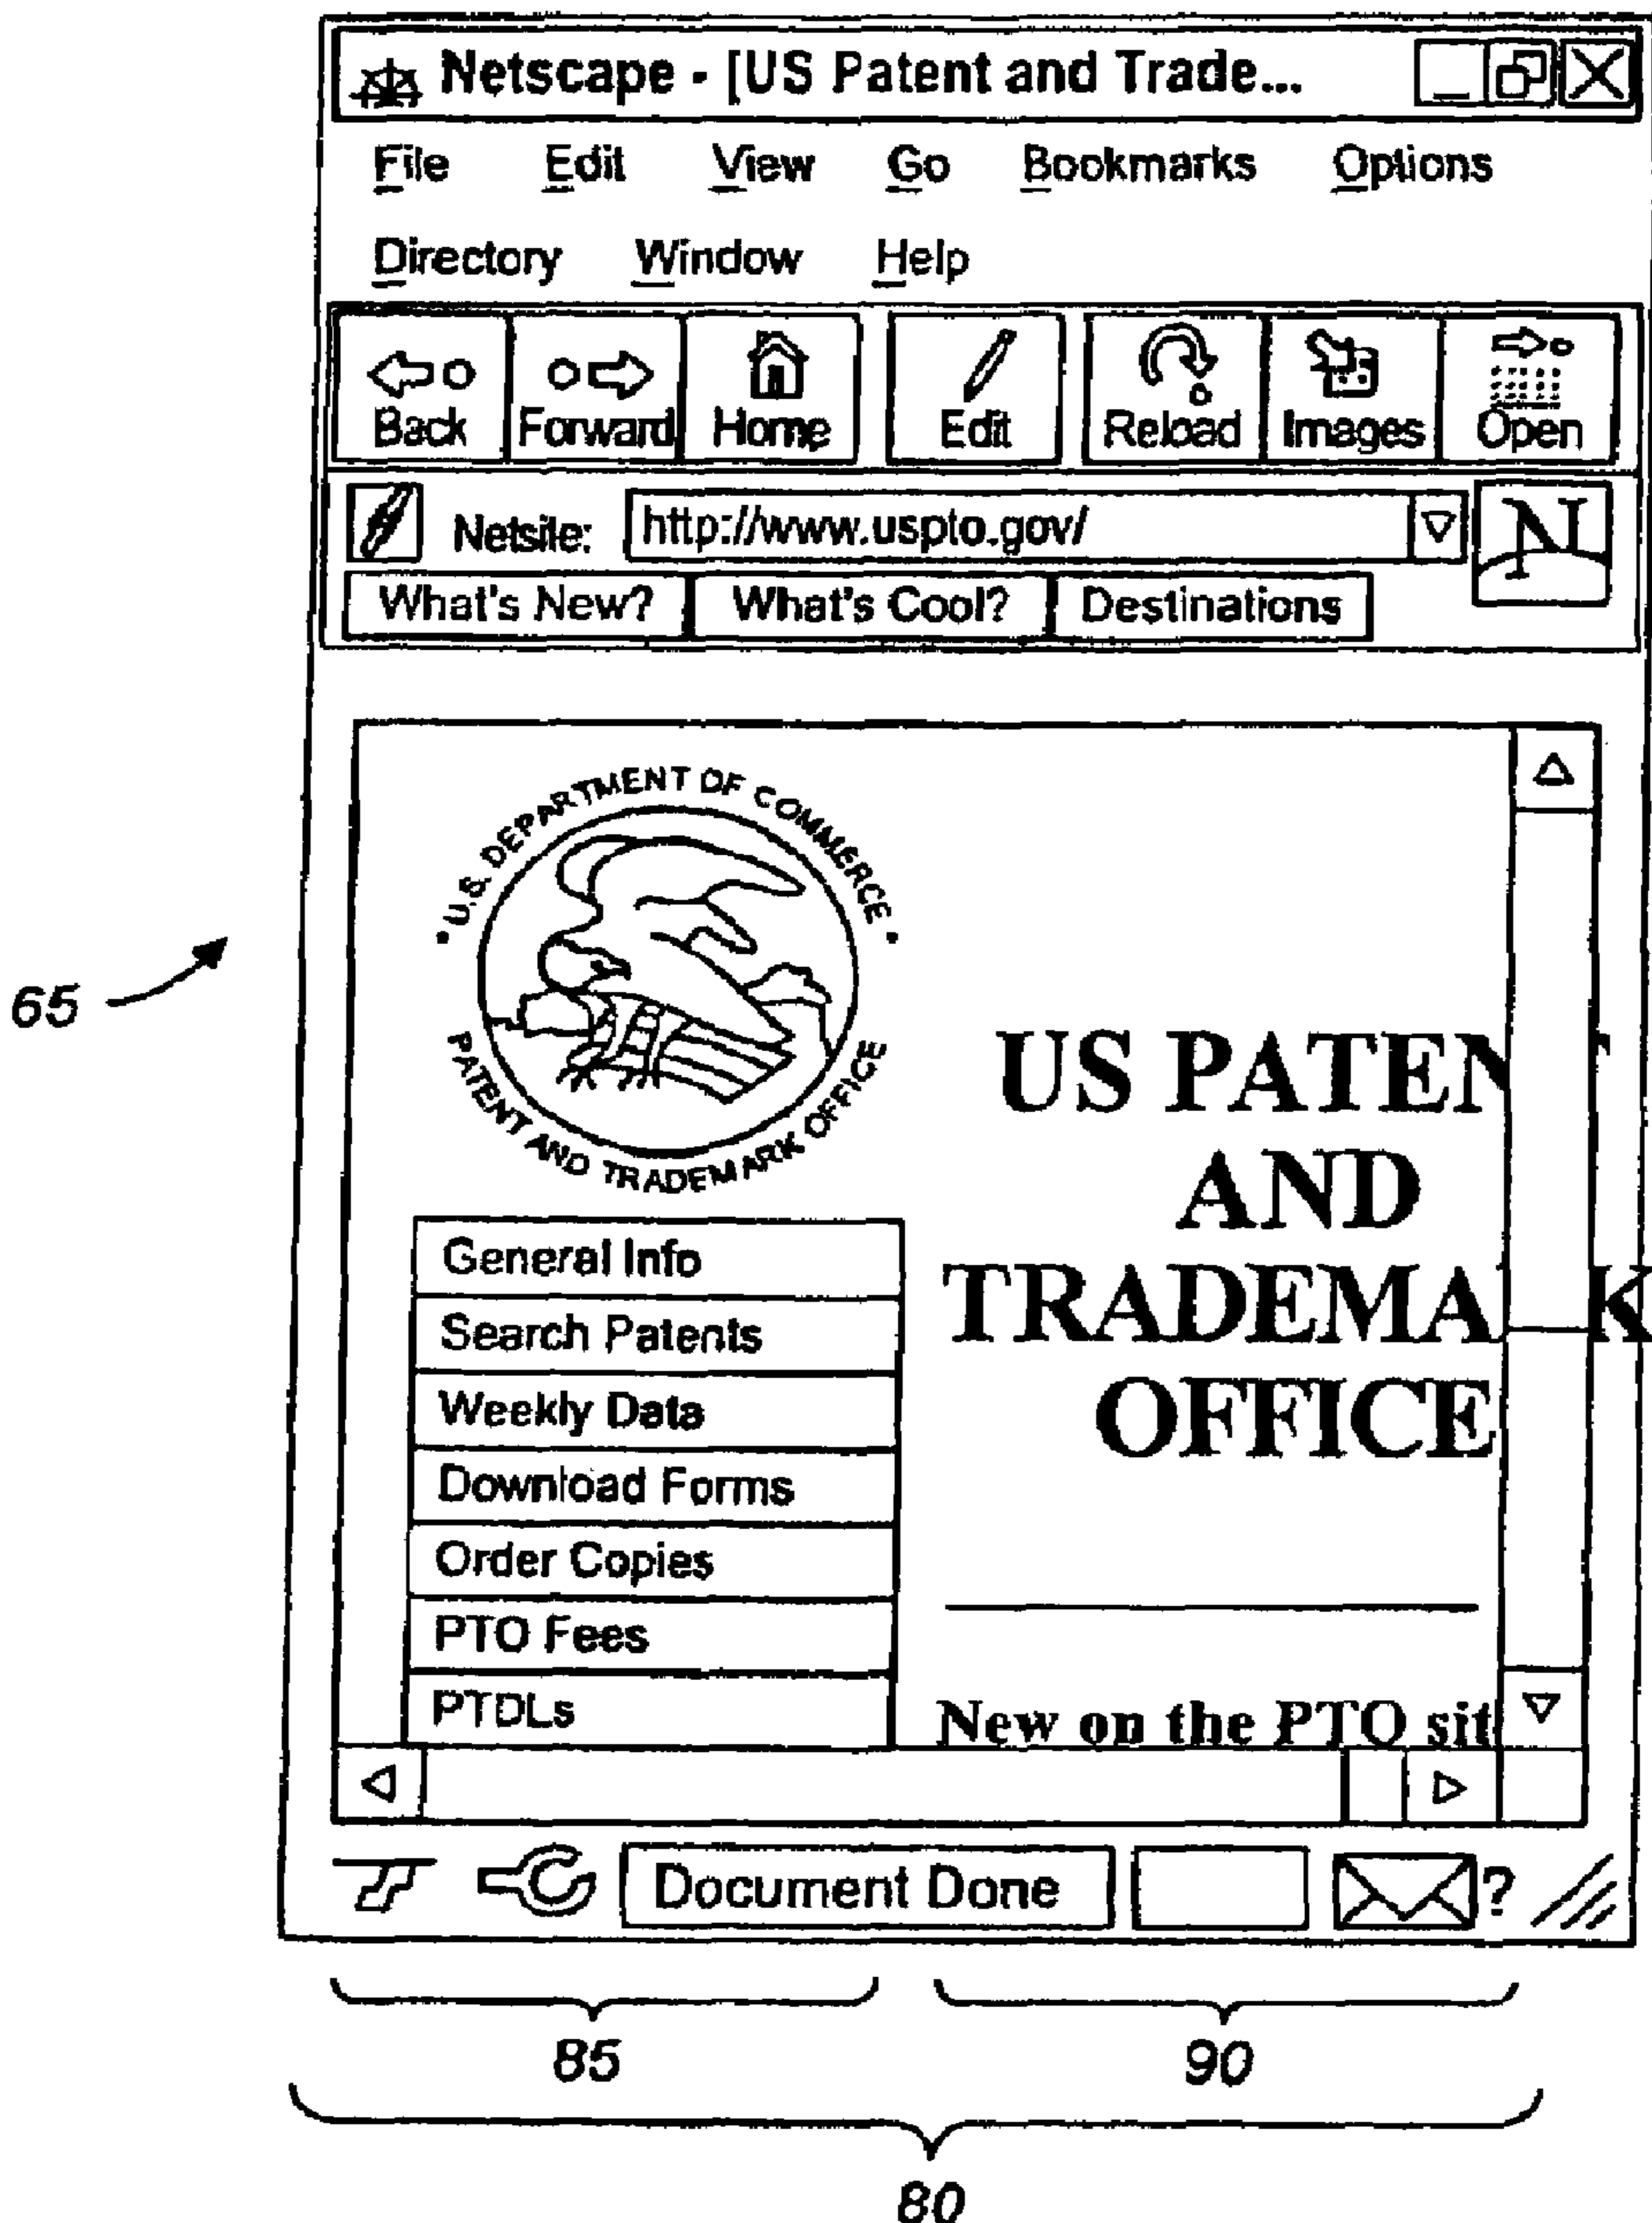 Netscape - [US Patent and Trade...
File Edit View Go Bookmarks Options
Directory Window Help
Back Forward Home Edit Reload Images Open
Netsite: http://www.uspto.gov/
N
What's New? What's Cool? Destinations
• U.S. DEPARTMENT OF COMMERCE •
PATENT AND TRADEMARK OFFICE
65
US PATENT
AND
TRADEMARK
OFFICE
General Info
Search Patents
Weekly Data
Download Forms
Order Copies
PTO Fees
PTDLs
New on the PTO sit
Document Done ?
85 90
80